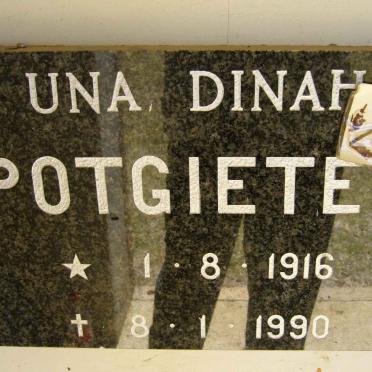 UNA DINAH
POTGIETE
★ 1 · 8 · 1916
✝ 8 · 1 · 1990